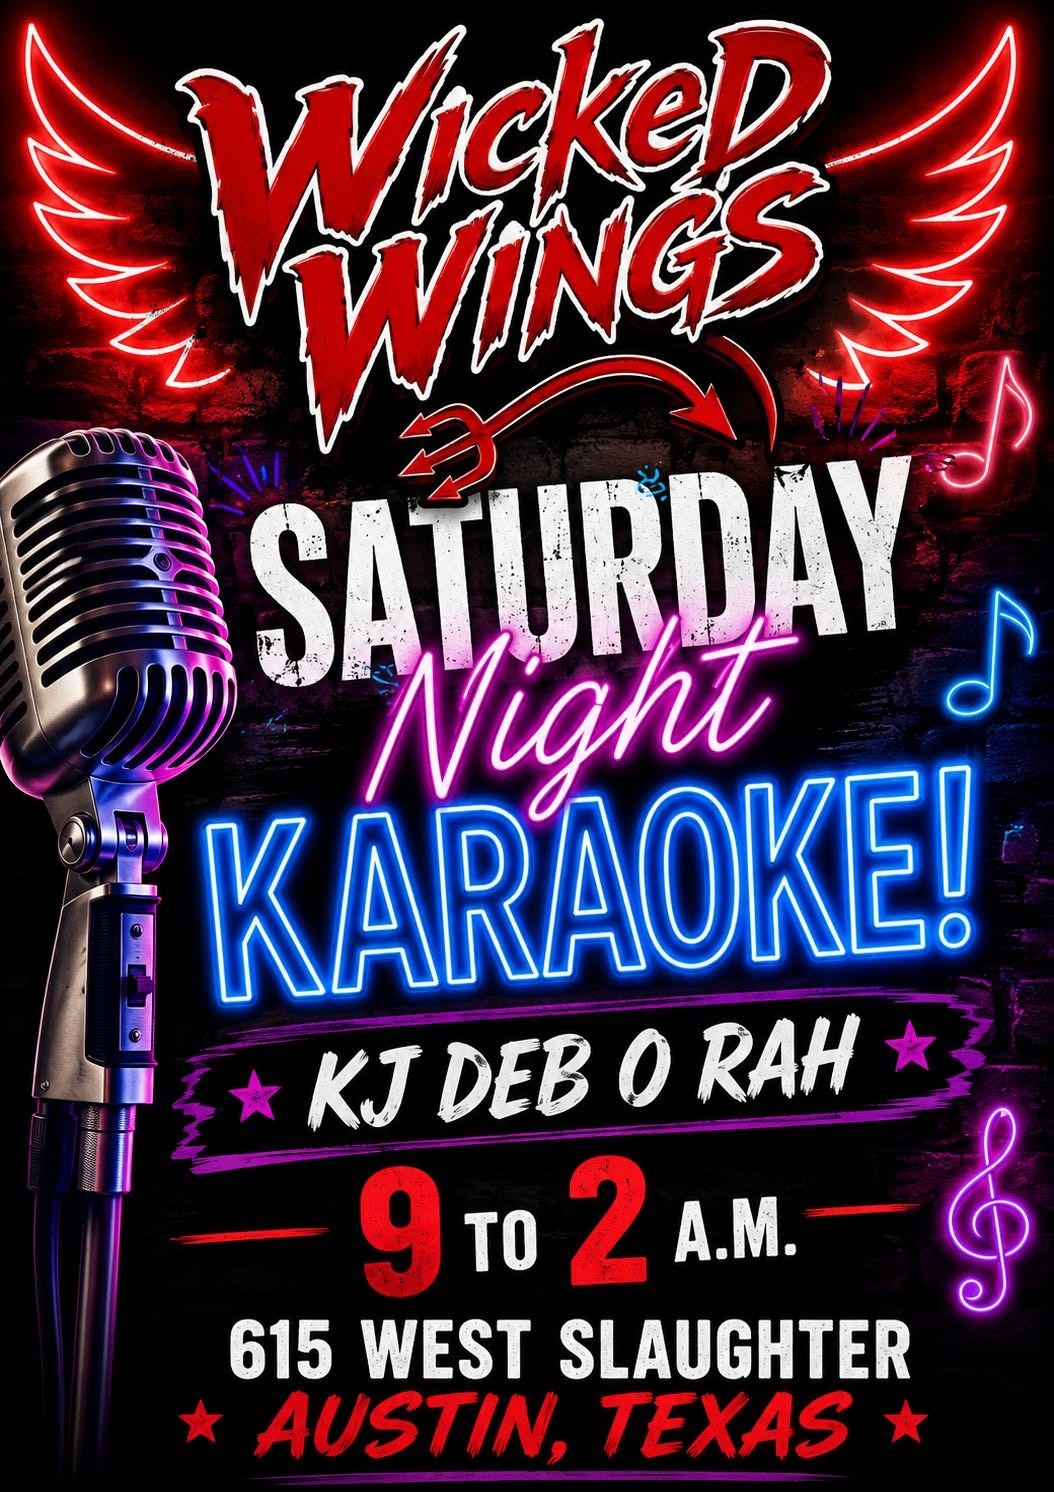 WICKED
WINGS
SATURDAY
Night
KARAOKE!
KJ DEB O RAH
9 TO 2 A.M.
615 WEST SLAUGHTER
AUSTIN, TEXAS